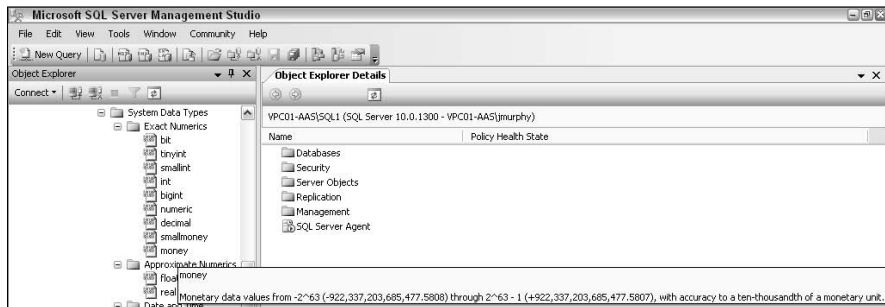 Microsoft SQL Server Management Studio
File Edit View Tools Window Community Help
New Query
Object Explorer
Connect
System Data Types
Exact Numerics
bit
tinyint
smallint
int
bigint
numeric
decimal
smallmoney
money
Approximate Numerics
float
real
Date and Time
Object Explorer Details
VPC01-AAS\SQL1 (SQL Server 10.0.1300 - VPC01-AAS\jmurphy)
Name Policy Health State
Databases
Security
Server Objects
Replication
Management
SQL Server Agent
money
Monetary data values from -2^63 (-922,337,203,685,477.5808) through 2^63 - 1 (+922,337,203,685,477.5807), with accuracy to a ten-thousandth of a monetary unit.